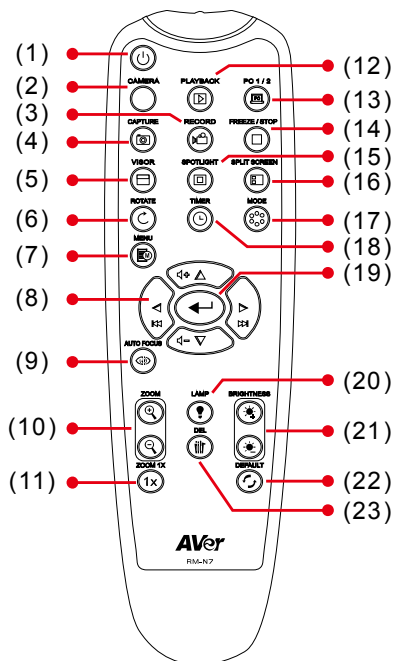 (1)
(2)
(3)
(4)
(5)
(6)
(7)
(8)
(9)
(10)
(11)
CAMERA PLAYBACK PC 1 / 2
PC
CAPTURE RECORD FREEZE / STOP
VISOR SPOTLIGHT SPLIT SCREEN
ROTATE TIMER MODE
MENU
M
AUTO FOCUS
ZOOM LAMP BRIGHTNESS
DEL
ZOOM 1X DEFAULT
1x
AVer
RM-N7
(12)
(13)
(14)
(15)
(16)
(17)
(18)
(19)
(20)
(21)
(22)
(23)